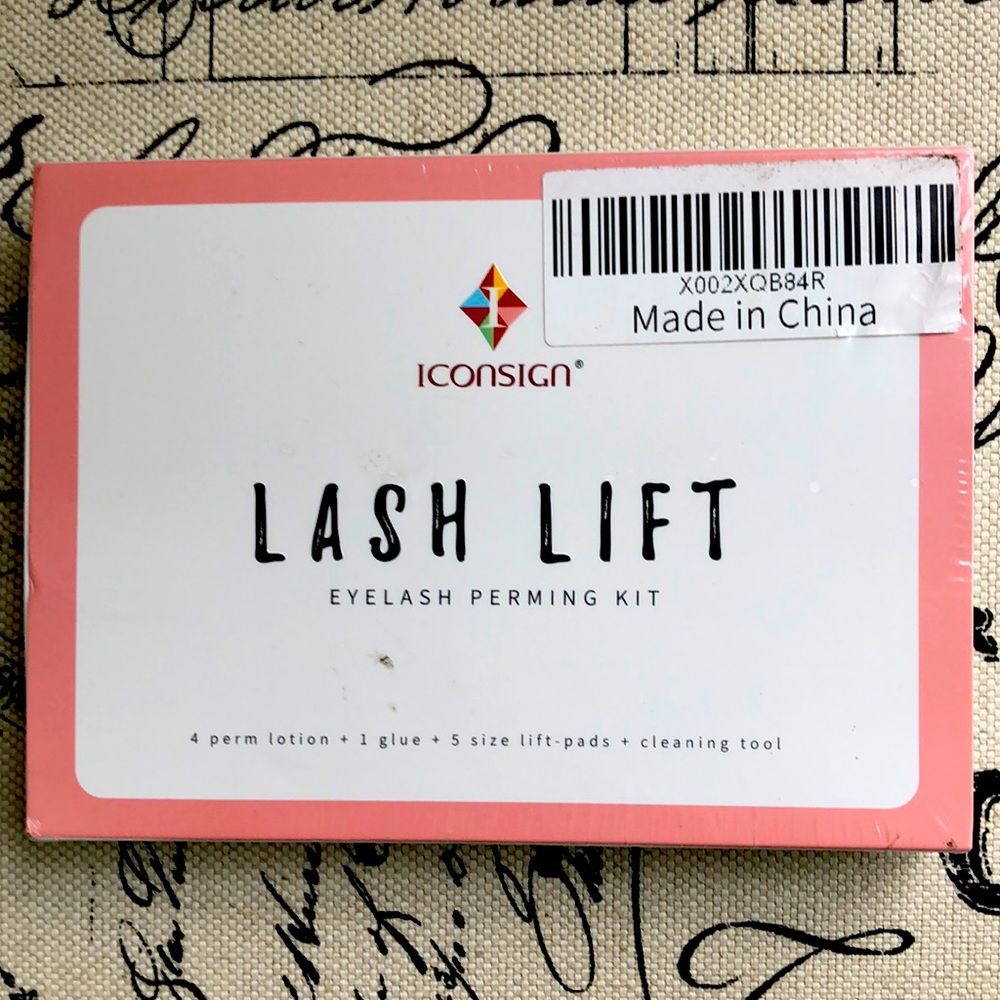 X002XQB84R
Made in China
ICONSIGN®
LASH LIFT
EYELASH PERMING KIT
4 perm lotion + 1 glue + 5 size lift-pads + cleaning tool